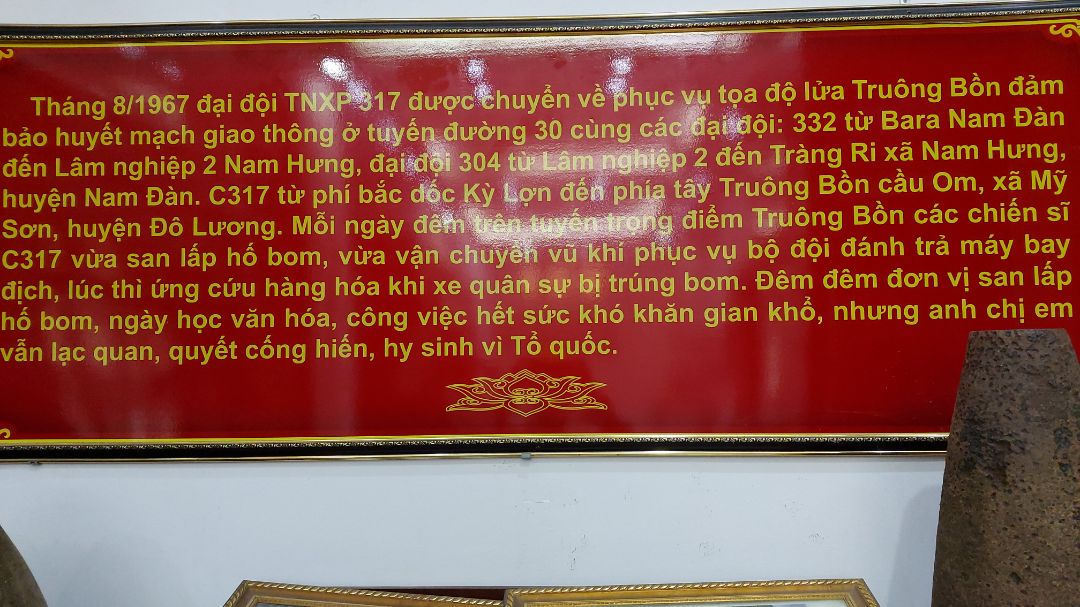 Tháng 8/1967 đại đội TNXP 317 được chuyển về phục vụ tọa độ lửa Truông Bồn đảm
bảo huyết mạch giao thông ở tuyến đường 30 cùng các đại đội: 332 từ Bara Nam Đàn
đến Lâm nghiệp 2 Nam Hưng, đại đội 304 từ Lâm nghiệp 2 đến Tràng Ri xã Nam Hưng,
huyện Nam Đàn. C317 từ phí bắc dốc Kỳ Lợn đến phía tây Truông Bồn cầu Om, xã Mỹ
Sơn, huyện Đô Lương. Mỗi ngày đêm trên tuyến trọng điểm Truông Bồn các chiến sĩ
C317 vừa san lấp hố bom, vừa vận chuyển vũ khí phục vụ bộ đội đánh trả máy bay
địch, lúc thì ứng cứu hàng hóa khi xe quân sự bị trúng bom. Đêm đêm đơn vị san lấp
hố bom, ngày học văn hóa, công việc hết sức khó khăn gian khổ, nhưng anh chị em
vẫn lạc quan, quyết cống hiến, hy sinh vì Tổ quốc.